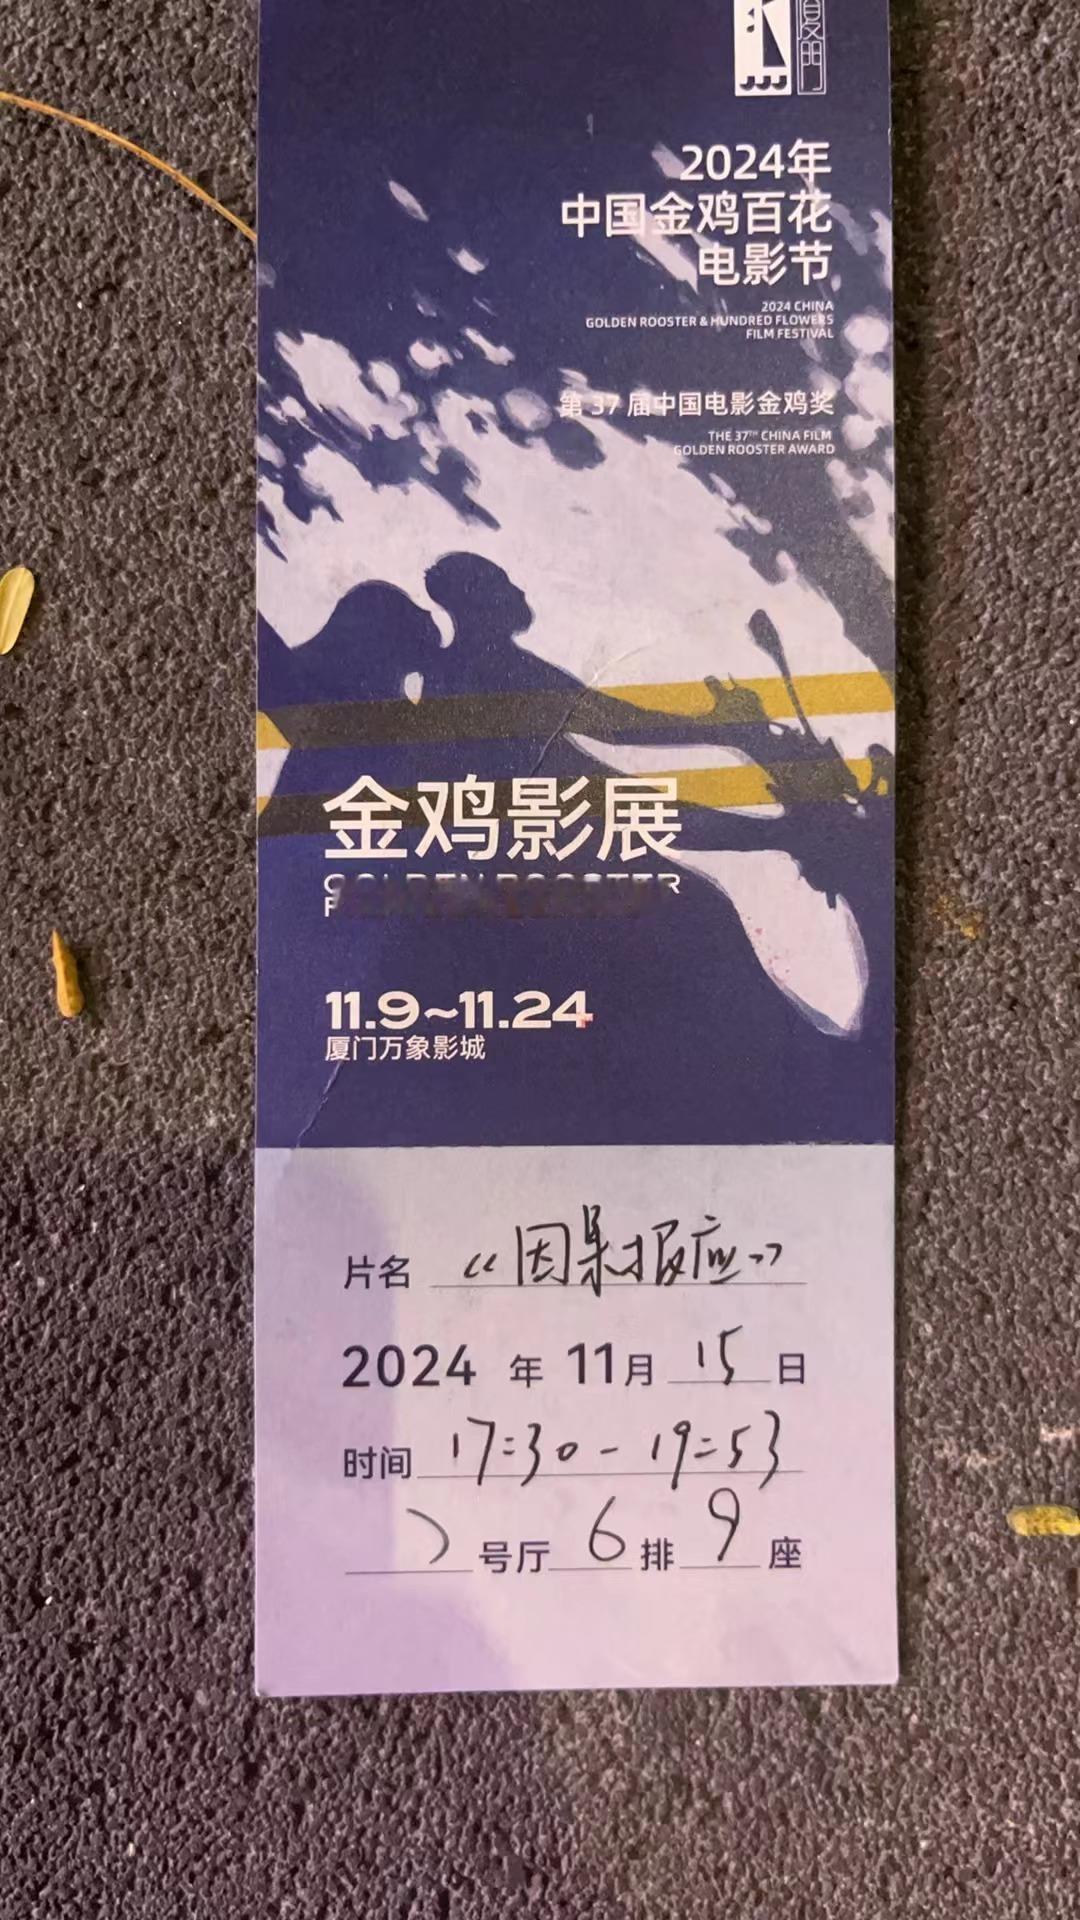 厦門
2024年
中国金鸡百花
电影节
2024 CHINA
GOLDEN ROOSTER & HUNDRED FLOWERS
FILM FESTIVAL
第 37 届中国电影金鸡奖
THE 37TH CHINA FILM
GOLDEN ROOSTER AWARD
金鸡影展
GOLDEN ROOSTER
11.9~11.24
厦门万象影城
片名 《因果报应》
2024 年 11月 15 日
时间 17:30 - 19:53
号厅 6 排 9 座